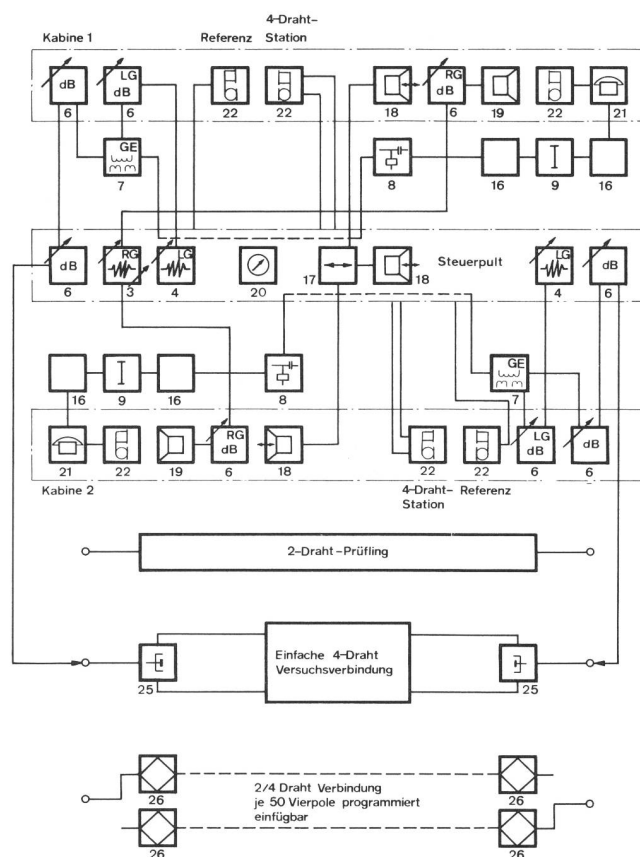 4-Draht-
Kabine 1 Referenz Station
dB LG dB RG dB
6 6 22 22 18 6 19 22 21
GE
7 8 16 9 16
dB RG LG Steuerpult LG dB
6 3 4 20 17 18 4 6
GE
16 9 16 8 7
RG dB LG dB dB
21 22 19 6 18 22 22 6 6
Kabine 2 4-Draht- Referenz
Station
2-Draht-Prüfling
Einfache 4-Draht
Versuchsverbindung
25 25
2/4 Draht Verbindung
je 50 Vierpole programmiert
einfügbar
26 26
26 26